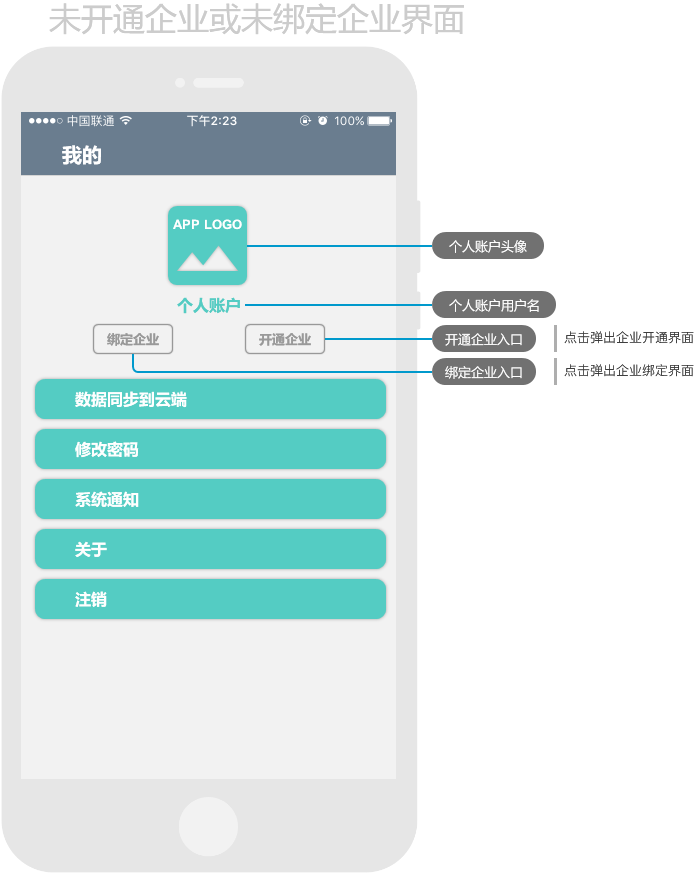 未开通企业或未绑定企业界面
中国联通 下午2:23 100%
我的
APP LOGO
个人账户头像
个人账户
个人账户用户名
绑定企业 开通企业
开通企业入口 点击弹出企业开通界面
绑定企业入口 点击弹出企业绑定界面
数据同步到云端
修改密码
系统通知
关于
注销